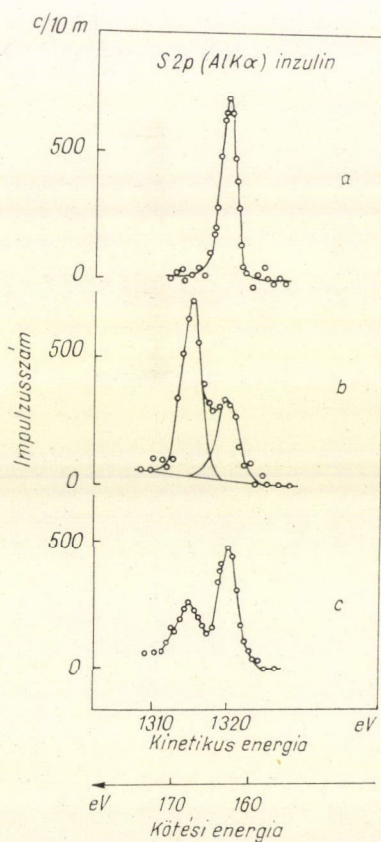 c/10 m
S2p (AlKα) inzulin
500
a
0
500
b
0
500
c
0
Impulzusszám
1310 1320 eV
Kinetikus energia
eV 170 160
Kötési energia